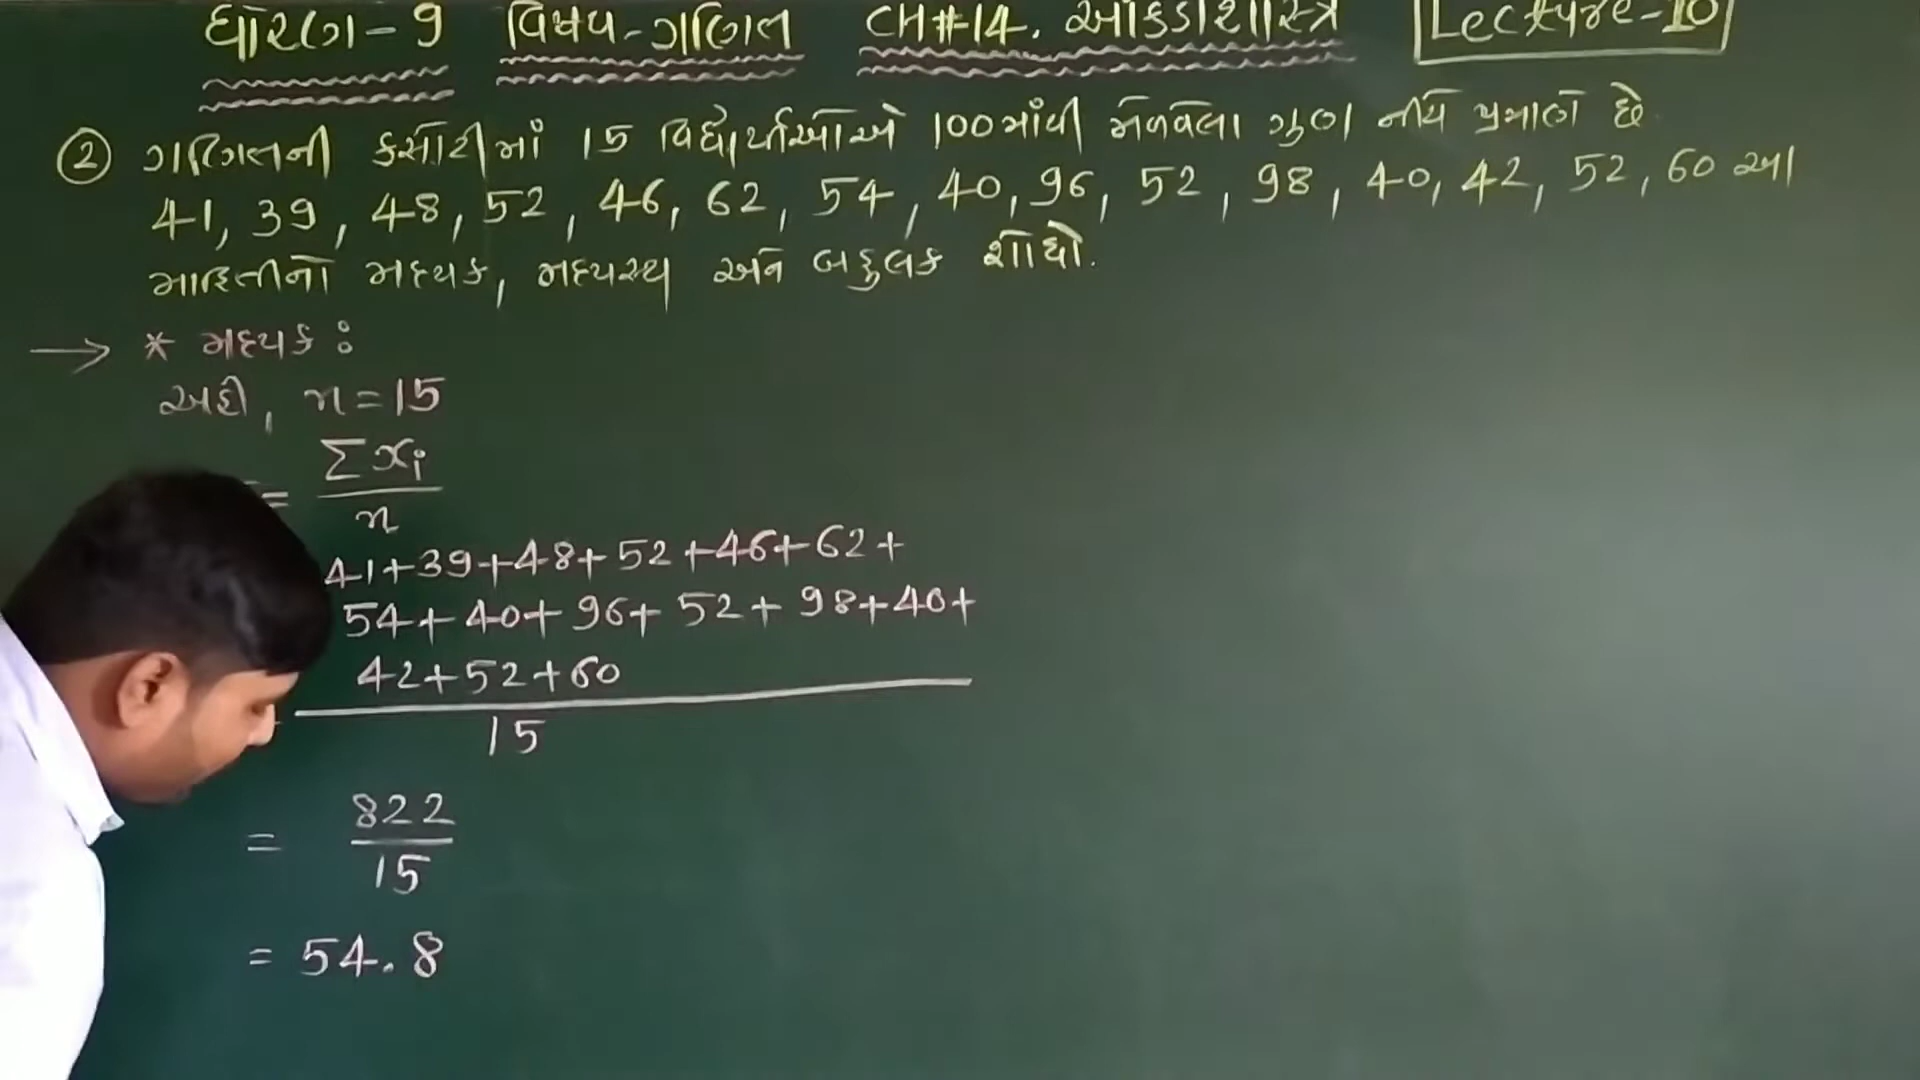 ધોરણ - 9 વિષય - ગણિત CH#14. આંકડાશાસ્ત્ર Lecture-10
② ગણિતની કસોટીમાં 15 વિદ્યાર્થીઓએ 100માંથી મેળવેલા ગુણ નીચે પ્રમાણે છે
41, 39, 48, 52, 46, 62, 54, 40, 96, 52, 98, 40, 42, 52, 60 આ
માહિતીનો મધ્યક, મધ્યસ્થ અને બહુલક શોધો.
→ * મધ્યક :
અહીં, n = 15
= Σxi
n
41+39+48+52+46+62+
54+40+96+52+98+40+
42+52+60
15
= 822
15
= 54.8